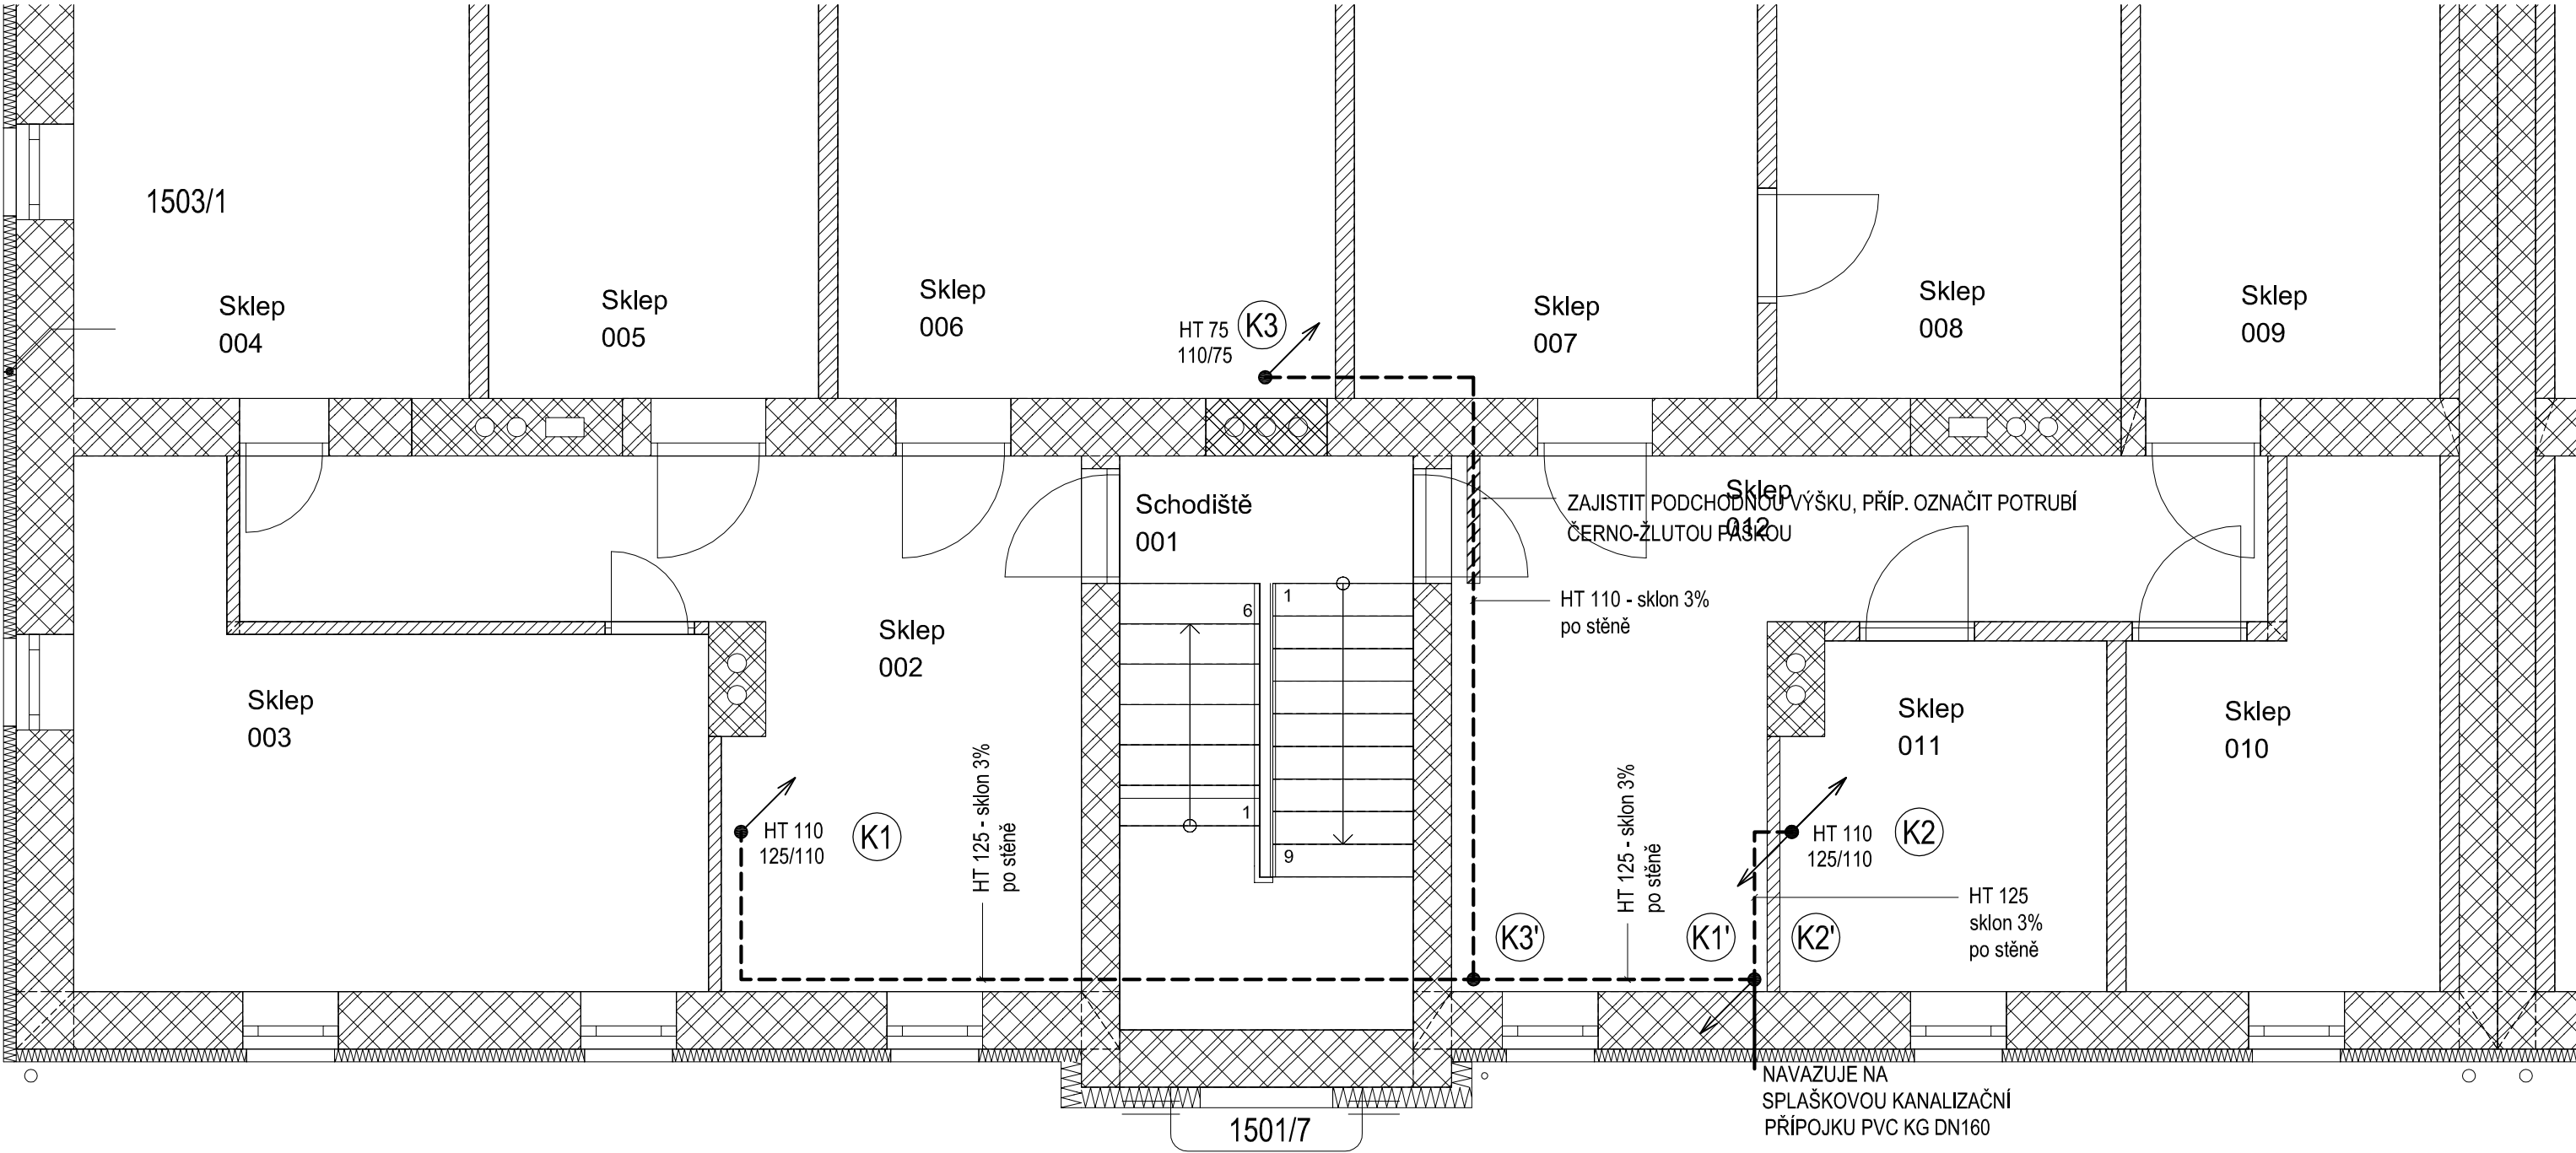 1503/1
Sklep
004
Sklep
005
Sklep
006
HT 75
110/75
K3
Sklep
007
Sklep
008
Sklep
009
Schodiště
001
Sklep
012
ZAJISTIT PODCHODNOU VÝŠKU, PŘÍP. OZNAČIT POTRUBÍ
ČERNO-ŽLUTOU PÁSKOU
HT 110 - sklon 3%
po stěně
6
1
1
9
Sklep
002
Sklep
003
HT 110
125/110
K1
HT 125 - sklon 3%
po stěně
HT 125 - sklon 3%
po stěně
Sklep
011
Sklep
010
HT 110
125/110
K2
HT 125
sklon 3%
po stěně
K3'
K1'
K2'
NAVAZUJE NA
SPLAŠKOVOU KANALIZAČNÍ
PŘÍPOJKU PVC KG DN160
1501/7